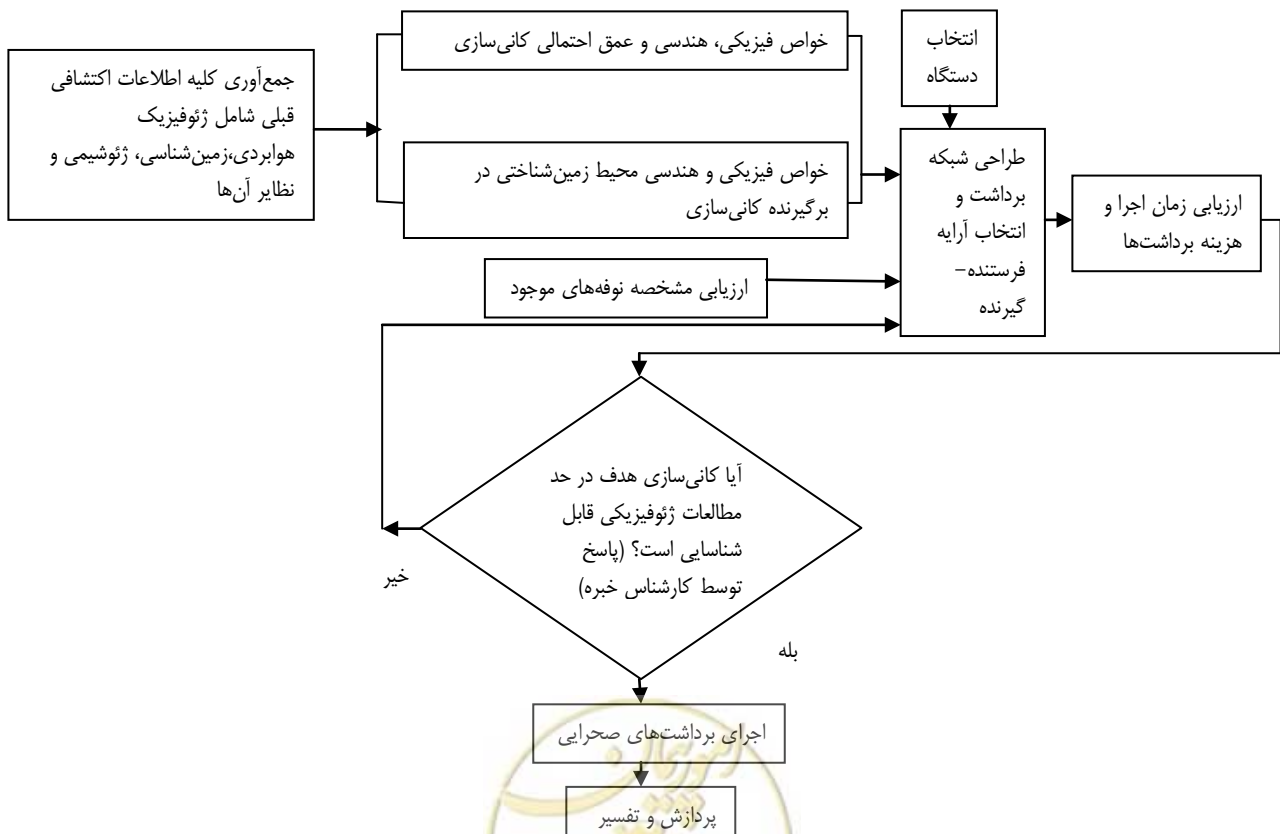 جمع‌آوری کلیه اطلاعات اکتشافی
قبلی شامل ژئوفیزیک
هوابردی،زمین‌شناسی، ژئوشیمی و
نظایر آن‌ها
خواص فیزیکی، هندسی و عمق احتمالی کانی‌سازی
خواص فیزیکی و هندسی محیط زمین‌شناختی در
برگیرنده کانی‌سازی
ارزیابی مشخصه نوفه‌های موجود
انتخاب
دستگاه
طراحی شبکه
برداشت و
انتخاب آرایه
فرستنده-
گیرنده
ارزیابی زمان اجرا و
هزینه برداشت‌ها
آیا کانی‌سازی هدف در حد
مطالعات ژئوفیزیکی قابل
شناسایی است؟ (پاسخ
توسط کارشناس خبره)
خیر
بله
اجرای برداشت‌های صحرایی
پردازش و تفسیر